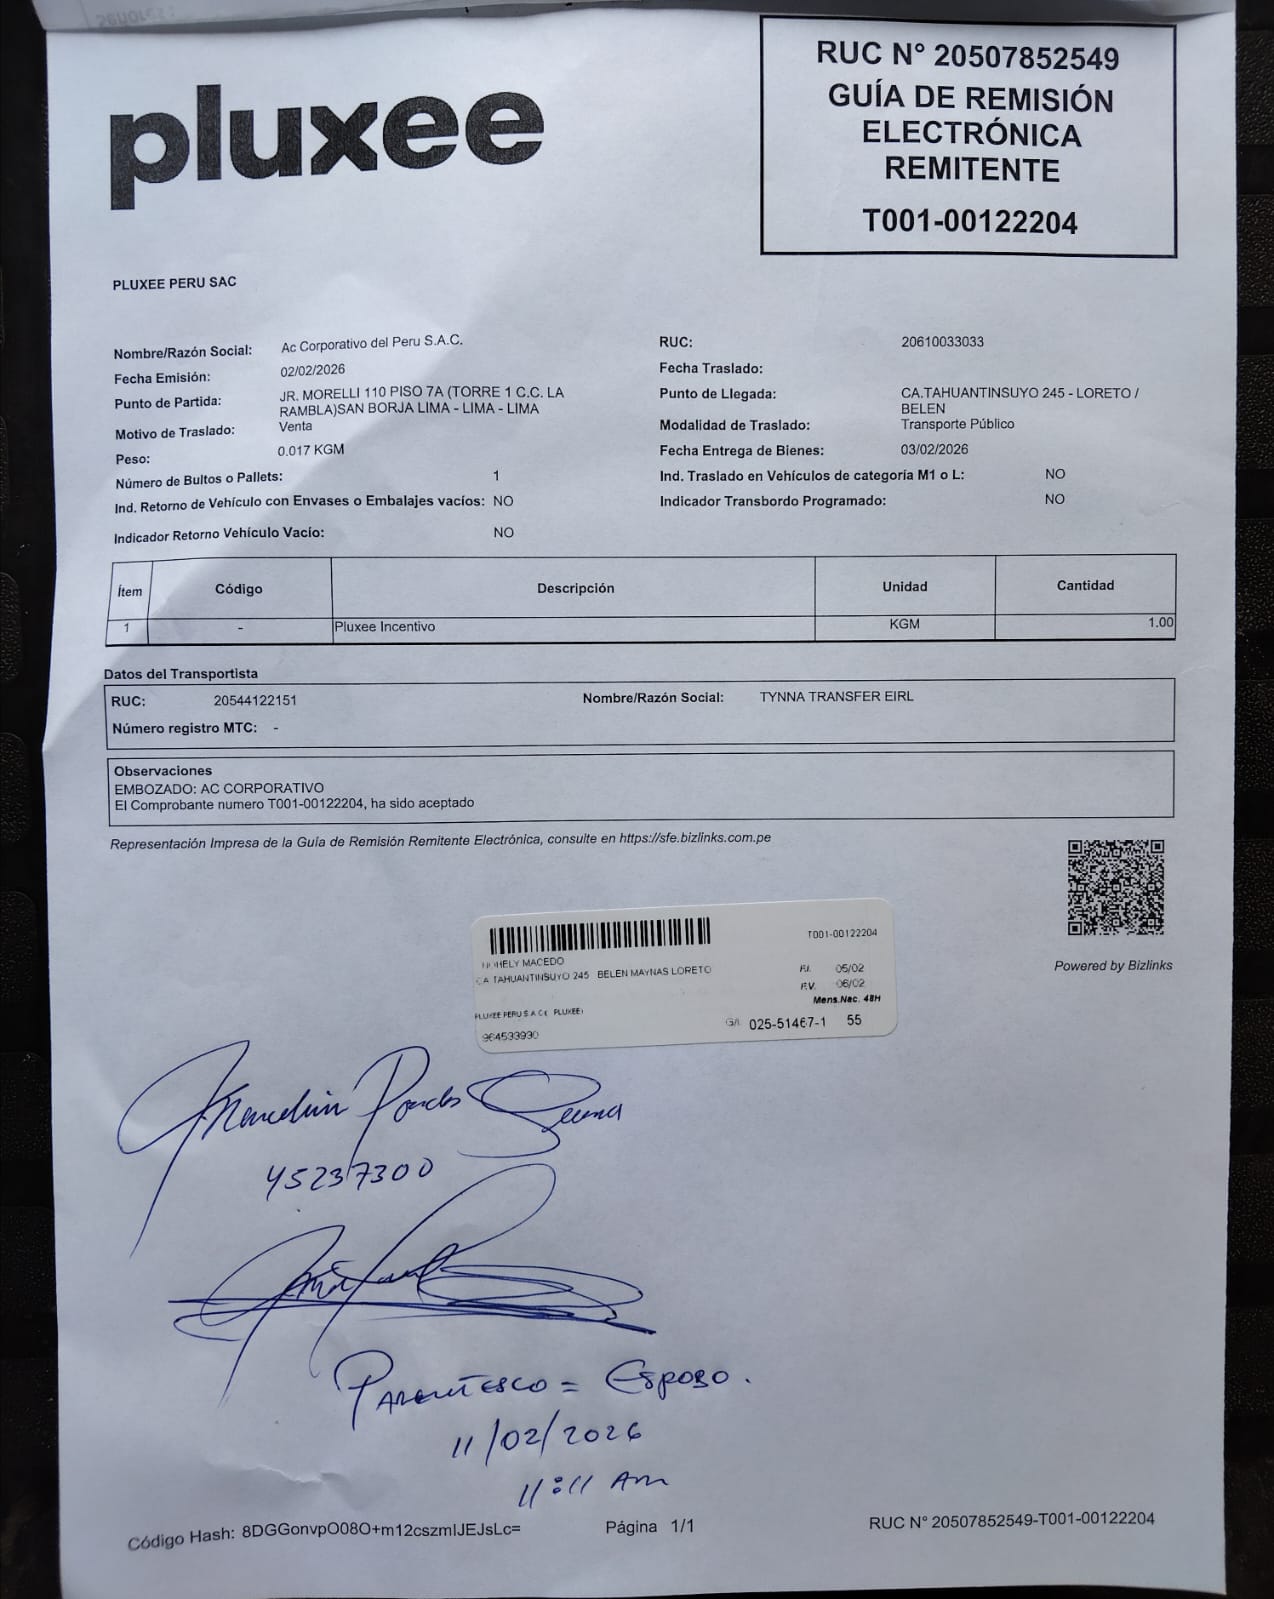 pluxee
RUC N° 20507852549
GUÍA DE REMISIÓN
ELECTRÓNICA
REMITENTE
T001-00122204
PLUXEE PERU SAC
Nombre/Razón Social: Ac Corporativo del Peru S.A.C.
Fecha Emisión: 02/02/2026
Punto de Partida: JR. MORELLI 110 PISO 7A (TORRE 1 C.C. LA
RAMBLA)SAN BORJA LIMA - LIMA - LIMA
Motivo de Traslado: Venta
Peso: 0.017 KGM
Número de Bultos o Pallets: 1
Ind. Retorno de Vehículo con Envases o Embalajes vacíos: NO
Indicador Retorno Vehículo Vacío: NO
RUC: 20610033033
Fecha Traslado:
Punto de Llegada: CA.TAHUANTINSUYO 245 - LORETO /
BELEN
Modalidad de Traslado: Transporte Público
Fecha Entrega de Bienes: 03/02/2026
Ind. Traslado en Vehículos de categoría M1 o L: NO
Indicador Transbordo Programado: NO
Ítem Código Descripción Unidad Cantidad
1 - Pluxee Incentivo KGM 1.00
Datos del Transportista
RUC: 20544122151 Nombre/Razón Social: TYNNA TRANSFER EIRL
Número registro MTC: -
Observaciones
EMBOZADO: AC CORPORATIVO
El Comprobante numero T001-00122204, ha sido aceptado
Representación Impresa de la Guía de Remisión Remitente Electrónica, consulte en https://sfe.bizlinks.com.pe
Powered by Bizlinks
T001-00122204
MACEDO
CA TAHUANTINSUYO 245 BELEN MAYNAS LORETO
F.I. 05/02
F.V. 06/02
Mens.Nac. 48H
PLUXEE PERU S A C ( PLUXEE)
G/I. 025-51467-1 55
964533930
45237300
Parentesco = Esposo.
11/02/2026
11:11 Am
Código Hash: 8DGGonvpO08O+m12cszmIJEJsLc=
Página 1/1
RUC N° 20507852549-T001-00122204